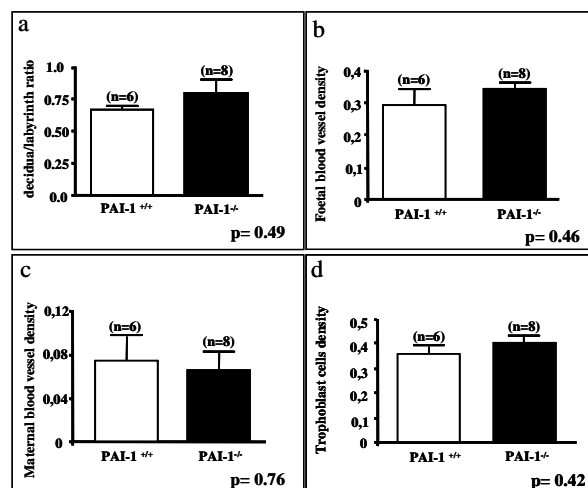 a
decidua/labyrinth ratio
1.0
0.75
0.50
0.25
0.0
(n=6)
(n=8)
PAI-1 +/+
PAI-1-/-
p= 0.49
b
Foetal blood vessel density
0,4
0,3
0,2
0,1
0
(n=6)
(n=8)
PAI-1 +/+
PAI-1-/-
p= 0.46
c
Maternal blood vessel density
0,12
0,08
0,04
0
(n=6)
(n=8)
PAI-1 +/+
PAI-1-/-
p= 0.76
d
Trophoblast cells density
0,5
0,4
0,3
0,2
0,1
0
(n=6)
(n=8)
PAI-1 +/+
PAI-1-/-
p= 0.42